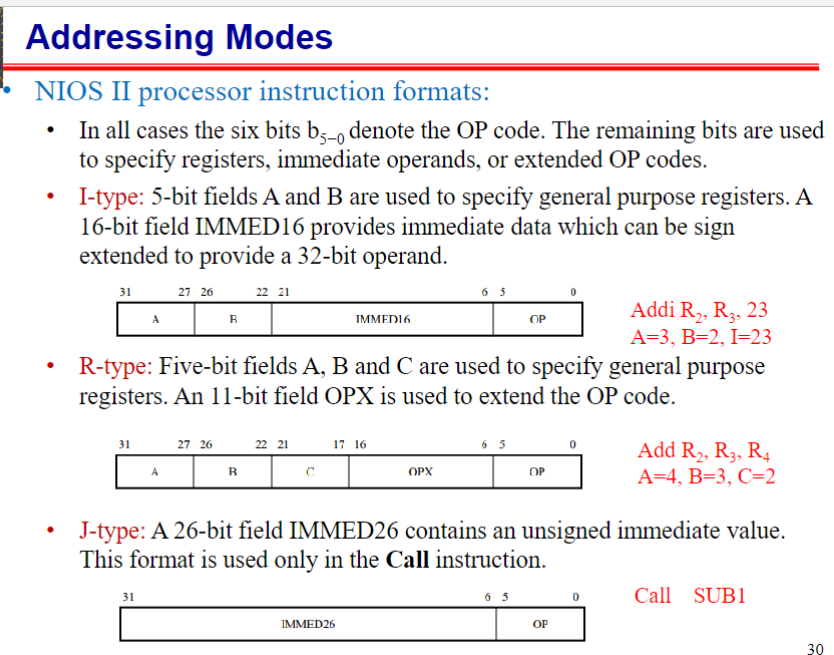 Addressing Modes
• NIOS II processor instruction formats:
• In all cases the six bits b5–0 denote the OP code. The remaining bits are used
to specify registers, immediate operands, or extended OP codes.
• I-type: 5-bit fields A and B are used to specify general purpose registers. A
16-bit field IMMED16 provides immediate data which can be sign
extended to provide a 32-bit operand.
31 27 26 22 21 6 5 0
A B IMMED16 OP
Addi R2, R3, 23
A=3, B=2, I=23
• R-type: Five-bit fields A, B and C are used to specify general purpose
registers. An 11-bit field OPX is used to extend the OP code.
31 27 26 22 21 17 16 6 5 0
A B C OPX OP
Add R2, R3, R4
A=4, B=3, C=2
• J-type: A 26-bit field IMMED26 contains an unsigned immediate value.
This format is used only in the Call instruction.
31 6 5 0
IMMED26 OP
Call SUB1
30